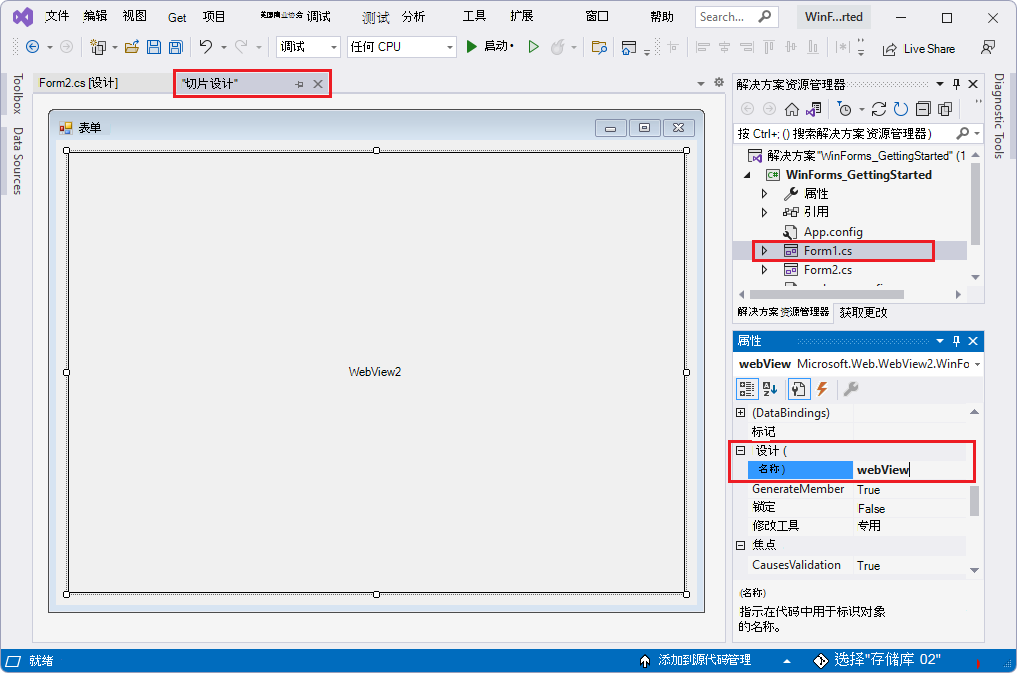 文件 编辑 视图 Get 项目 调试 测试 分析 工具 扩展 窗口 帮助 Search... WinF...rted
调试 任何 CPU 启动 Live Share
Toolbox
Data Sources
Form2.cs [设计] "切片设计"
表单
WebView2
解决方案资源管理器
按 Ctrl+; () 搜索解决方案资源管理器)
解决方案"WinForms_GettingStarted" (1
WinForms_GettingStarted
属性
引用
App.config
Form1.cs
Form2.cs
解决方案资源管理器 获取更改
Diagnostic Tools
属性
webView Microsoft.Web.WebView2.WinFo
(DataBindings)
标记
设计 (
名称) webView
GenerateMember True
锁定 False
修改工具 专用
焦点
CausesValidation True
(名称)
指示在代码中用于标识对象
的名称。
就绪 添加到源代码管理 选择"存储库 02"